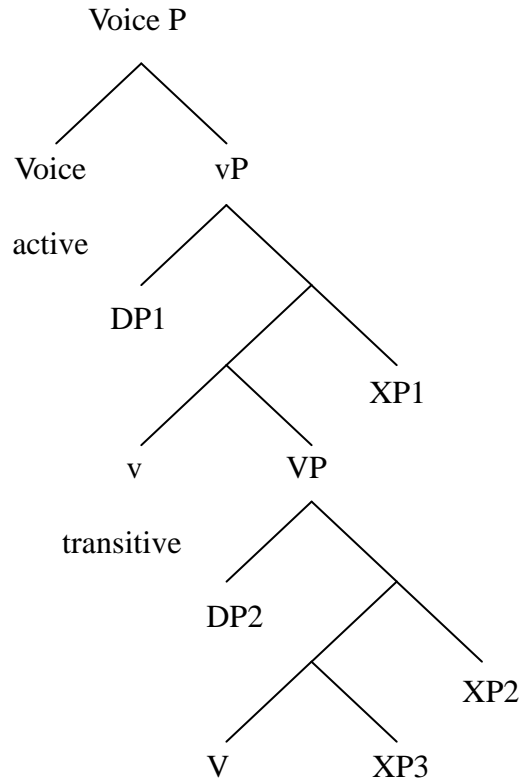 Voice P
Voice vP
active
DP1
XP1
v VP
transitive
DP2
XP2
V XP3